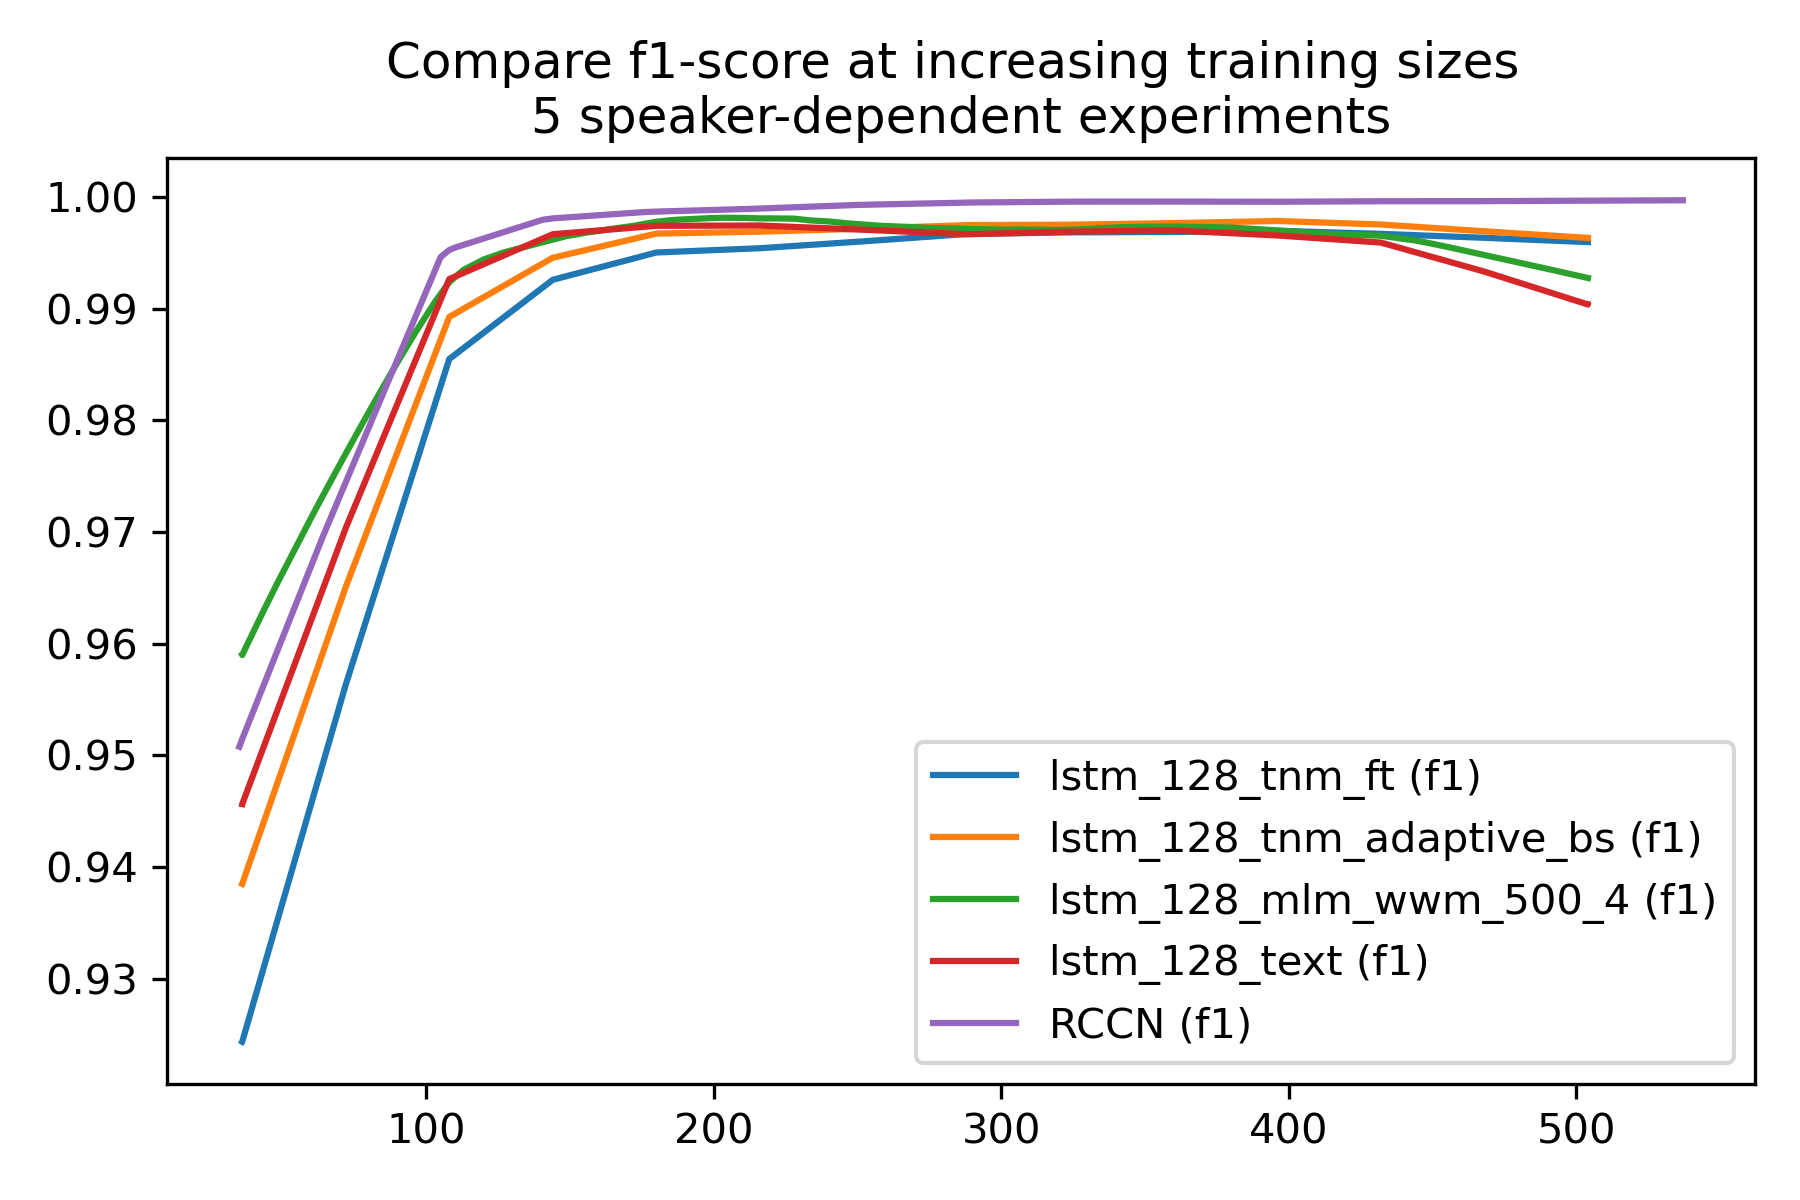 Compare f1-score at increasing training sizes
5 speaker-dependent experiments
1.00
0.99
0.98
0.97
0.96
0.95
0.94
0.93
100
200
300
400
500
lstm_128_tnm_ft (f1)
lstm_128_tnm_adaptive_bs (f1)
lstm_128_mlm_wwm_500_4 (f1)
lstm_128_text (f1)
RCCN (f1)